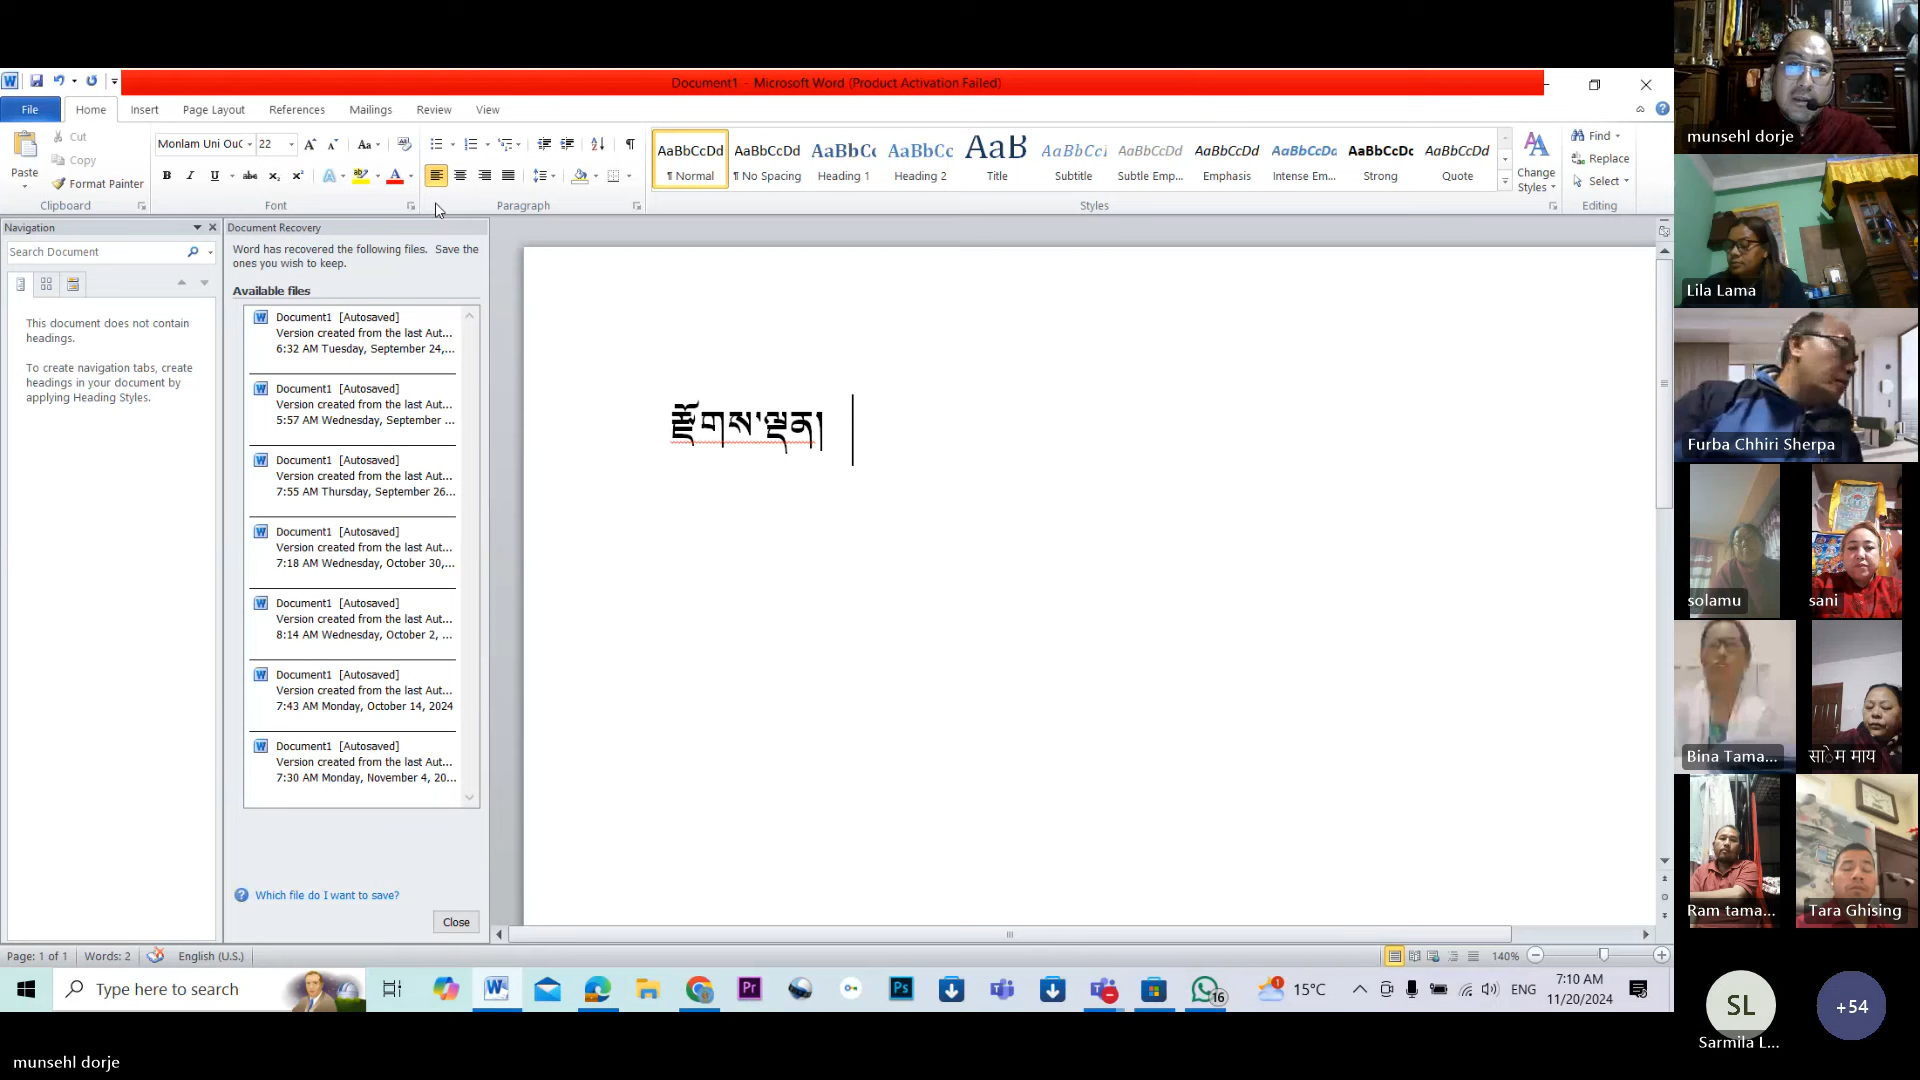 Document1 - Microsoft Word (Product Activation Failed)
File Home Insert Page Layout References Mailings Review View
Paste
Cut
Copy
Format Painter
Clipboard
Monlam Uni OuC 22
Font
Paragraph
AaBbCcDd AaBbCcDd AaBbCc AaBbCc AaB AaBbCcI AaBbCcDd AaBbCcDd AaBbCcDd AaBbCcDc AaBbCcDd
¶ Normal ¶ No Spacing Heading 1 Heading 2 Title Subtitle Subtle Emp... Emphasis Intense Em... Strong Quote
Styles
Change Styles
Find
Replace
Select
Editing
Navigation
Search Document
This document does not contain
headings.
To create navigation tabs, create
headings in your document by
applying Heading Styles.
Document Recovery
Word has recovered the following files. Save the
ones you wish to keep.
Available files
Document1 [Autosaved]
Version created from the last Aut...
6:32 AM Tuesday, September 24,...
Document1 [Autosaved]
Version created from the last Aut...
5:57 AM Wednesday, September ...
Document1 [Autosaved]
Version created from the last Aut...
7:55 AM Thursday, September 26...
Document1 [Autosaved]
Version created from the last Aut...
7:18 AM Wednesday, October 30,...
Document1 [Autosaved]
Version created from the last Aut...
8:14 AM Wednesday, October 2, ...
Document1 [Autosaved]
Version created from the last Aut...
7:43 AM Monday, October 14, 2024
Document1 [Autosaved]
Version created from the last Aut...
7:30 AM Monday, November 4, 20...
Which file do I want to save?
Close
རྫོགས་ལྡན།
Page: 1 of 1 Words: 2 English (U.S.) 140%
Type here to search
16
1
15°C
ENG
7:10 AM
11/20/2024
munsehl dorje
Lila Lama
Furba Chhiri Sherpa
solamu
sani
Bina Tama...
साेम माय
Ram tama...
Tara Ghising
SL
Sarmila L...
+54
munsehl dorje